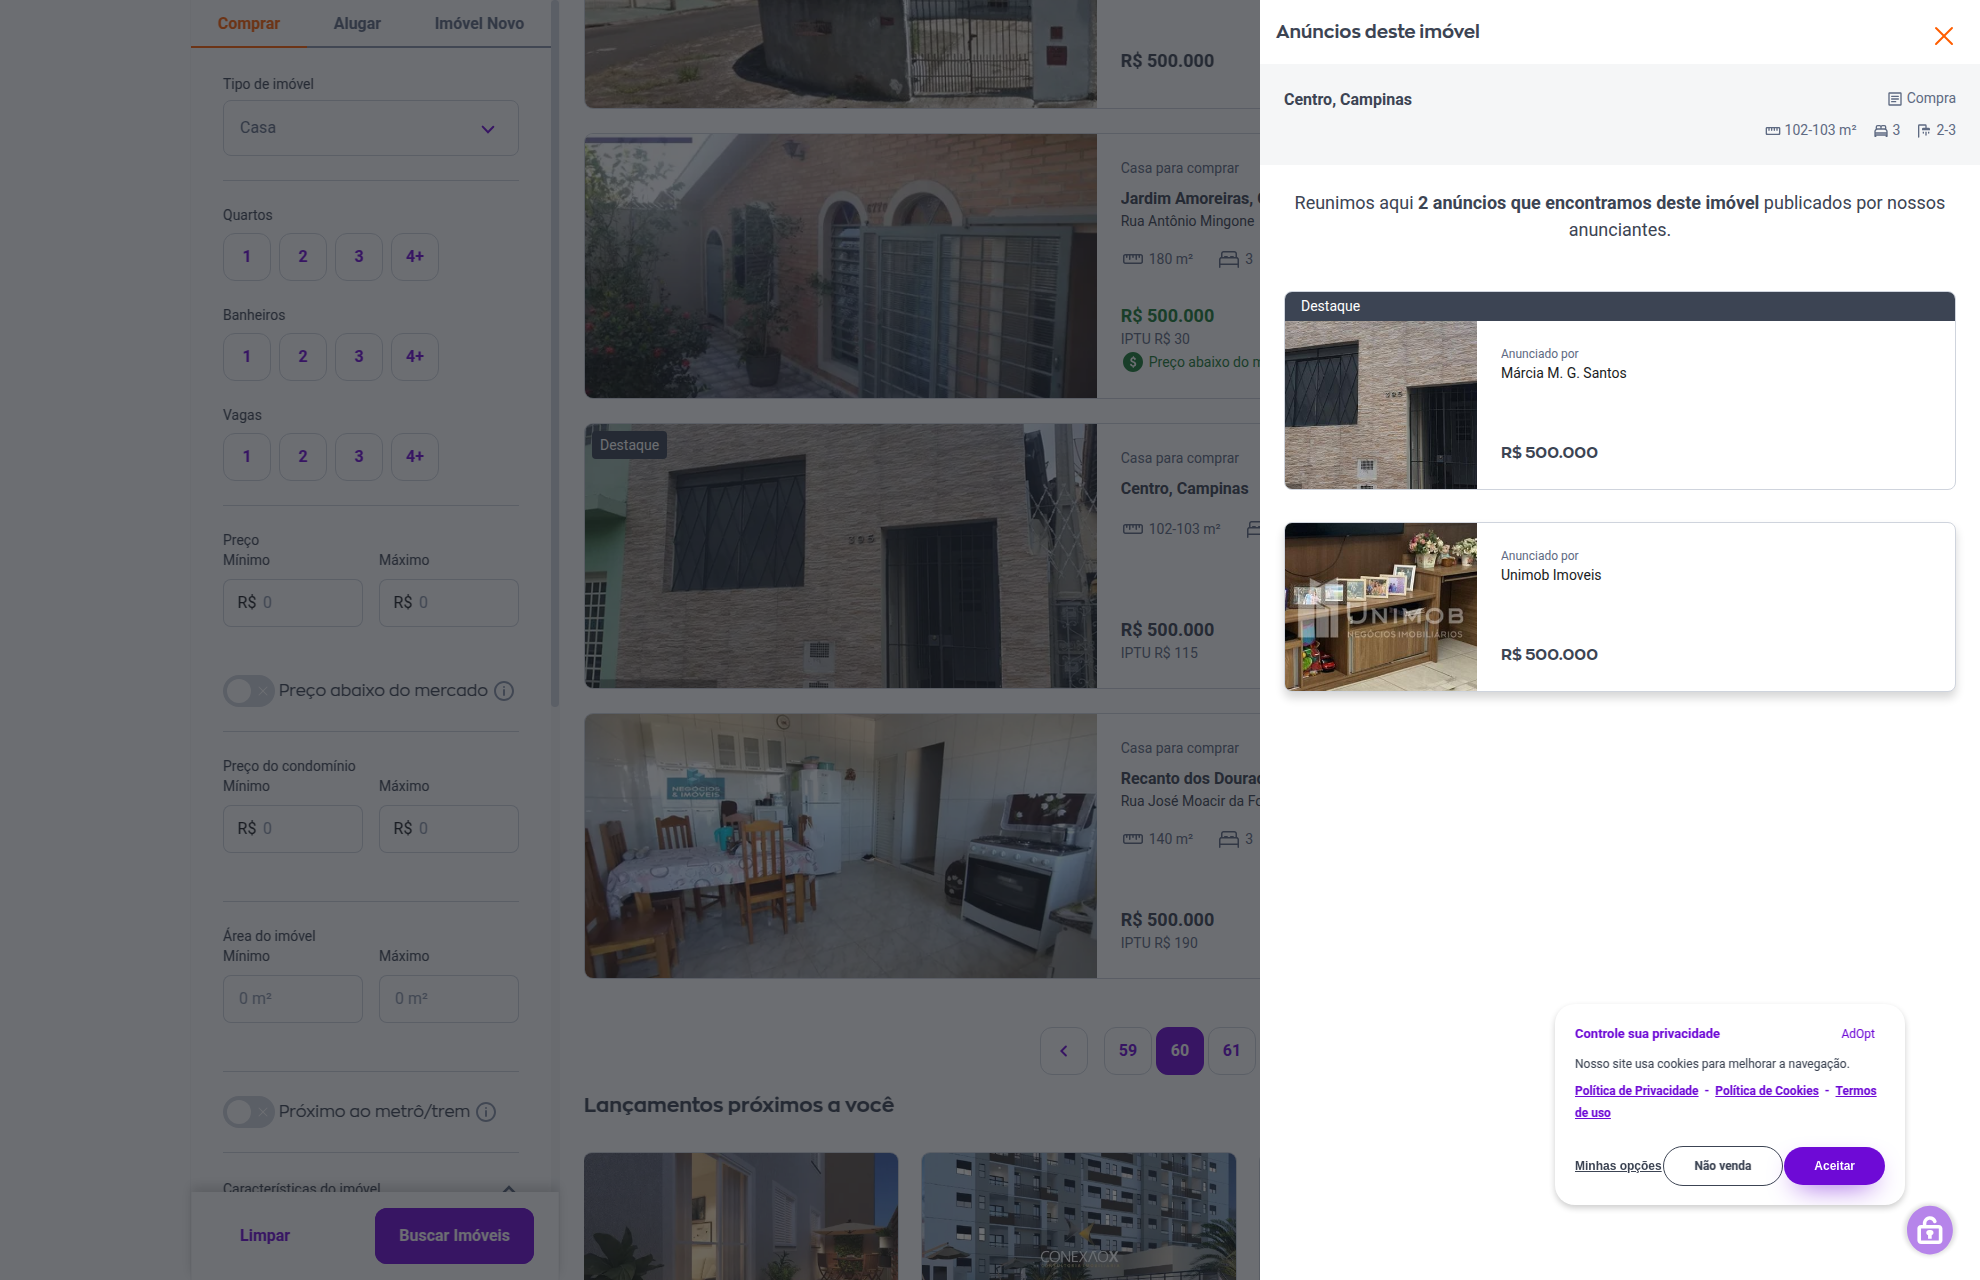 Comprar
Alugar
Imóvel Novo
Tipo de imóvel
Casa
Quartos
1
2
3
4+
Banheiros
1
2
3
4+
Vagas
1
2
3
4+
Preço
Mínimo
Máximo
R$ 0
R$ 0
Preço abaixo do mercado
Preço do condomínio
Mínimo
Máximo
R$ 0
R$ 0
Área do imóvel
Mínimo
Máximo
0 m²
0 m²
Próximo ao metrô/trem
Características do imóvel
Limpar
Buscar Imóveis
R$ 500.000
Casa para comprar
Jardim Amoreiras,
Rua Antônio Mingone
180 m²
3
R$ 500.000
IPTU R$ 30
Preço abaixo do
Destaque
395
Casa para comprar
Centro, Campinas
102-103 m²
R$ 500.000
IPTU R$ 115
NEGÓCIOS
& IMÓVEIS
Casa para comprar
Recanto dos
Rua José Moacir da
140 m²
3
R$ 500.000
IPTU R$ 190
59
60
61
Lançamentos próximos a você
CONEXAOX
Anúncios deste imóvel
Centro, Campinas
Compra
102-103 m²
3
2-3
Reunimos aqui 2 anúncios que encontramos deste imóvel publicados por nossos
anunciantes.
Destaque
395
Anunciado por
Márcia M. G. Santos
R$ 500.000
UNIMOB
NEGÓCIOS IMOBILIÁRIOS
Anunciado por
Unimob Imoveis
R$ 500.000
Controle sua privacidade
AdOpt
Nosso site usa cookies para melhorar a navegação.
Política de Privacidade - Política de Cookies - Termos
de uso
Minhas opções
Não venda
Aceitar